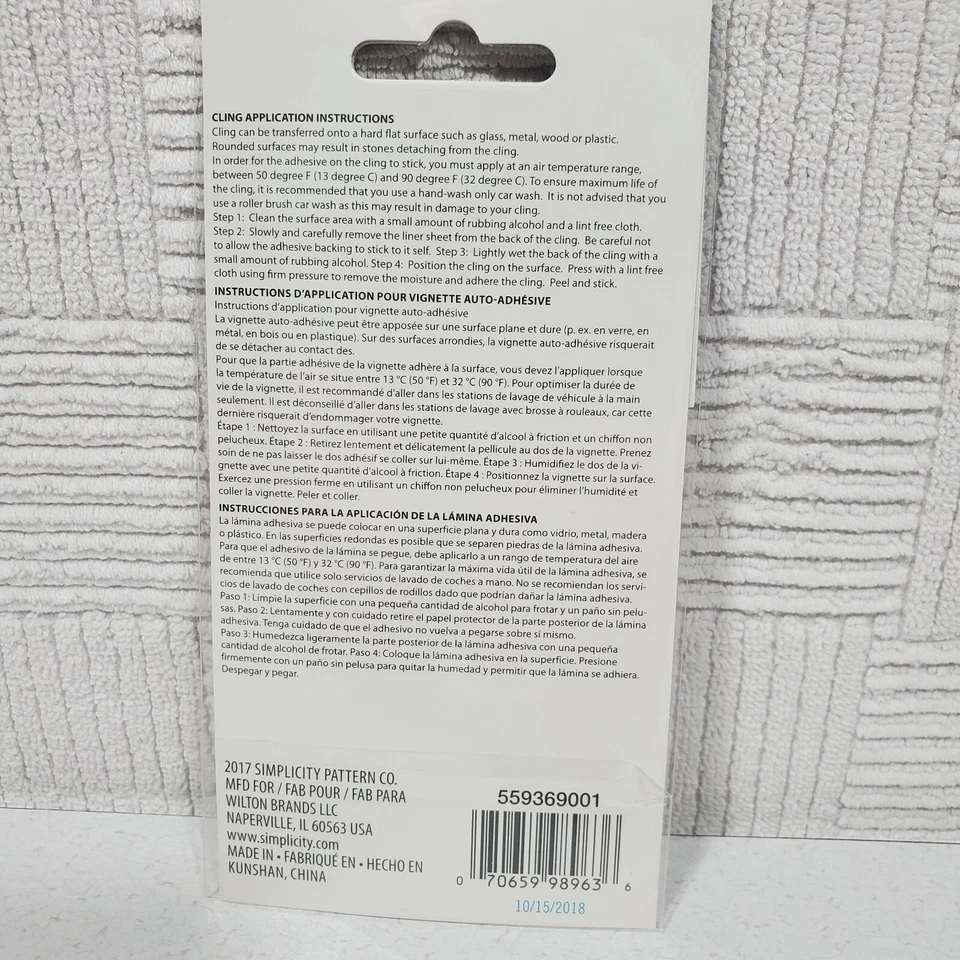 CLING APPLICATION INSTRUCTIONS
Cling can be transferred onto a hard flat surface such as glass, metal, wood or plastic.
Rounded surfaces may result in stones detaching from the cling.
In order for the adhesive on the cling to stick, you must apply at an air temperature range,
between 50 degree F (13 degree C) and 90 degree F (32 degree C). To ensure maximum life of
the cling, it is recommended that you use a hand-wash only car wash. It is not advised that you
use a roller brush car wash as this may result in damage to your cling.
Step 1: Clean the surface area with a small amount of rubbing alcohol and a lint free cloth.
Step 2: Slowly and carefully remove the liner sheet from the back of the cling. Be careful not
to allow the adhesive backing to stick to it self. Step 3: Lightly wet the back of the cling with a
small amount of rubbing alcohol. Step 4: Position the cling on the surface. Press with a lint free
cloth using firm pressure to remove the moisture and adhere the cling. Peel and stick.
INSTRUCTIONS D'APPLICATION POUR VIGNETTE AUTO-ADHÉSIVE
Instructions d'application pour vignette auto-adhésive
La vignette auto-adhésive peut être apposée sur une surface plane et dure (p. ex. en verre, en
métal, en bois ou en plastique). Sur des surfaces arrondies, la vignette auto-adhésive risquerait
de se détacher au contact des.
Pour que la partie adhésive de la vignette adhère à la surface, vous devez l'appliquer lorsque
la température de l'air se situe entre 13 °C (50 °F) et 32 °C (90 °F). Pour optimiser la durée de
vie de la vignette, il est recommandé d'aller dans les stations de lavage de véhicule à la main
seulement. Il est déconseillé d'aller dans les stations de lavage avec brosse à rouleaux, car cette
dernière risquerait d'endommager votre vignette.
Étape 1 : Nettoyez la surface en utilisant une petite quantité d'alcool à friction et un chiffon non
pelucheux. Étape 2 : Retirez lentement et délicatement la pellicule au dos de la vignette. Prenez
soin de ne pas laisser le dos adhésif se coller sur lui-même. Étape 3 : Humidifiez le dos de la vi-
gnette avec une petite quantité d'alcool à friction. Étape 4 : Positionnez la vignette sur la surface.
Exercez une pression ferme en utilisant un chiffon non pelucheux pour éliminer l'humidité et
coller la vignette. Peler et coller.
INSTRUCCIONES PARA LA APLICACIÓN DE LA LÁMINA ADHESIVA
La lámina adhesiva se puede colocar en una superficie plana y dura como vidrio, metal, madera
o plástico. En las superficies redondas es posible que se separen piedras de la lámina adhesiva.
Para que el adhesivo de la lámina se pegue, debe aplicarlo a un rango de temperatura del aire
de entre 13 °C (50 °F) y 32 °C (90 °F). Para garantizar la máxima vida útil de la lámina adhesiva, se
recomienda que utilice solo servicios de lavado de coches a mano. No se recomiendan los servi-
cios de lavado de coches con cepillos de rodillos dado que podrían dañar la lámina adhesiva.
Paso 1: Limpie la superficie con una pequeña cantidad de alcohol para frotar y un paño sin pelu-
sas. Paso 2: Lentamente y con cuidado retire el papel protector de la parte posterior de la lámina
adhesiva. Tenga cuidado de que el adhesivo no vuelva a pegarse sobre sí mismo.
Paso 3: Humedezca ligeramente la parte posterior de la lámina adhesiva con una pequeña
cantidad de alcohol de frotar. Paso 4: Coloque la lámina adhesiva en la superficie. Presione
firmemente con un paño sin pelusa para quitar la humedad y permitir que la lámina se adhiera.
Despegar y pegar.
2017 SIMPLICITY PATTERN CO.
MFD FOR / FAB POUR / FAB PARA
WILTON BRANDS LLC
NAPERVILLE, IL 60563 USA
www.simplicity.com
MADE IN • FABRIQUÉ EN • HECHO EN
KUNSHAN, CHINA
559369001
0 70659 98963 6
10/15/2018